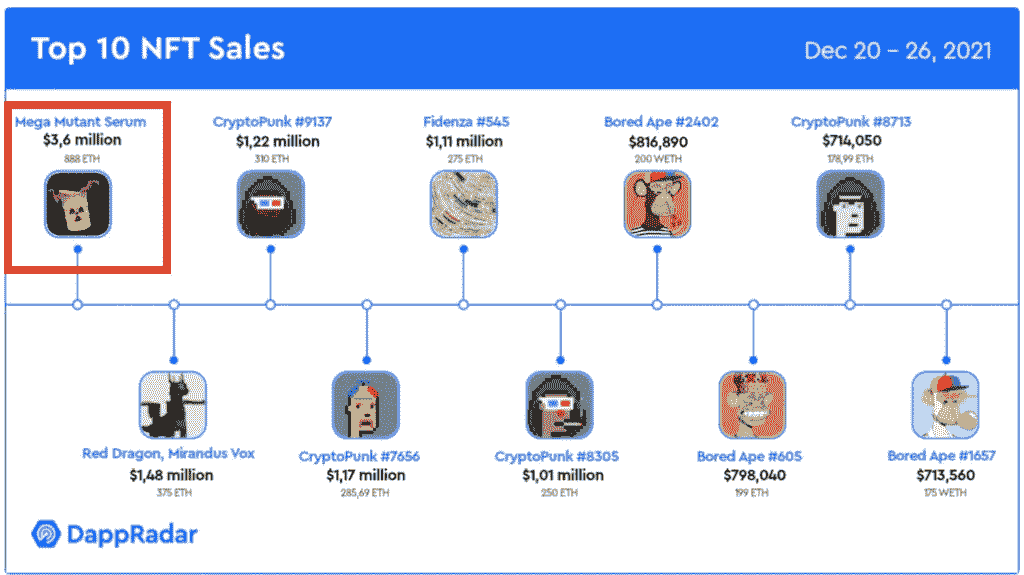 Top 10 NFT Sales
Dec 20 – 26, 2021
Mega Mutant Serum
$3,6 million
888 ETH
CryptoPunk #9137
$1,22 million
310 ETH
Fidenza #545
$1,11 million
275 ETH
Bored Ape #2402
$816,890
200 WETH
CryptoPunk #8713
$714,050
178,99 ETH
Red Dragon, Mirandus Vox
$1,48 million
375 ETH
CryptoPunk #7656
$1,17 million
285,69 ETH
CryptoPunk #8305
$1,01 million
250 ETH
Bored Ape #605
$798,040
199 ETH
Bored Ape #1657
$713,560
175 WETH
DappRadar